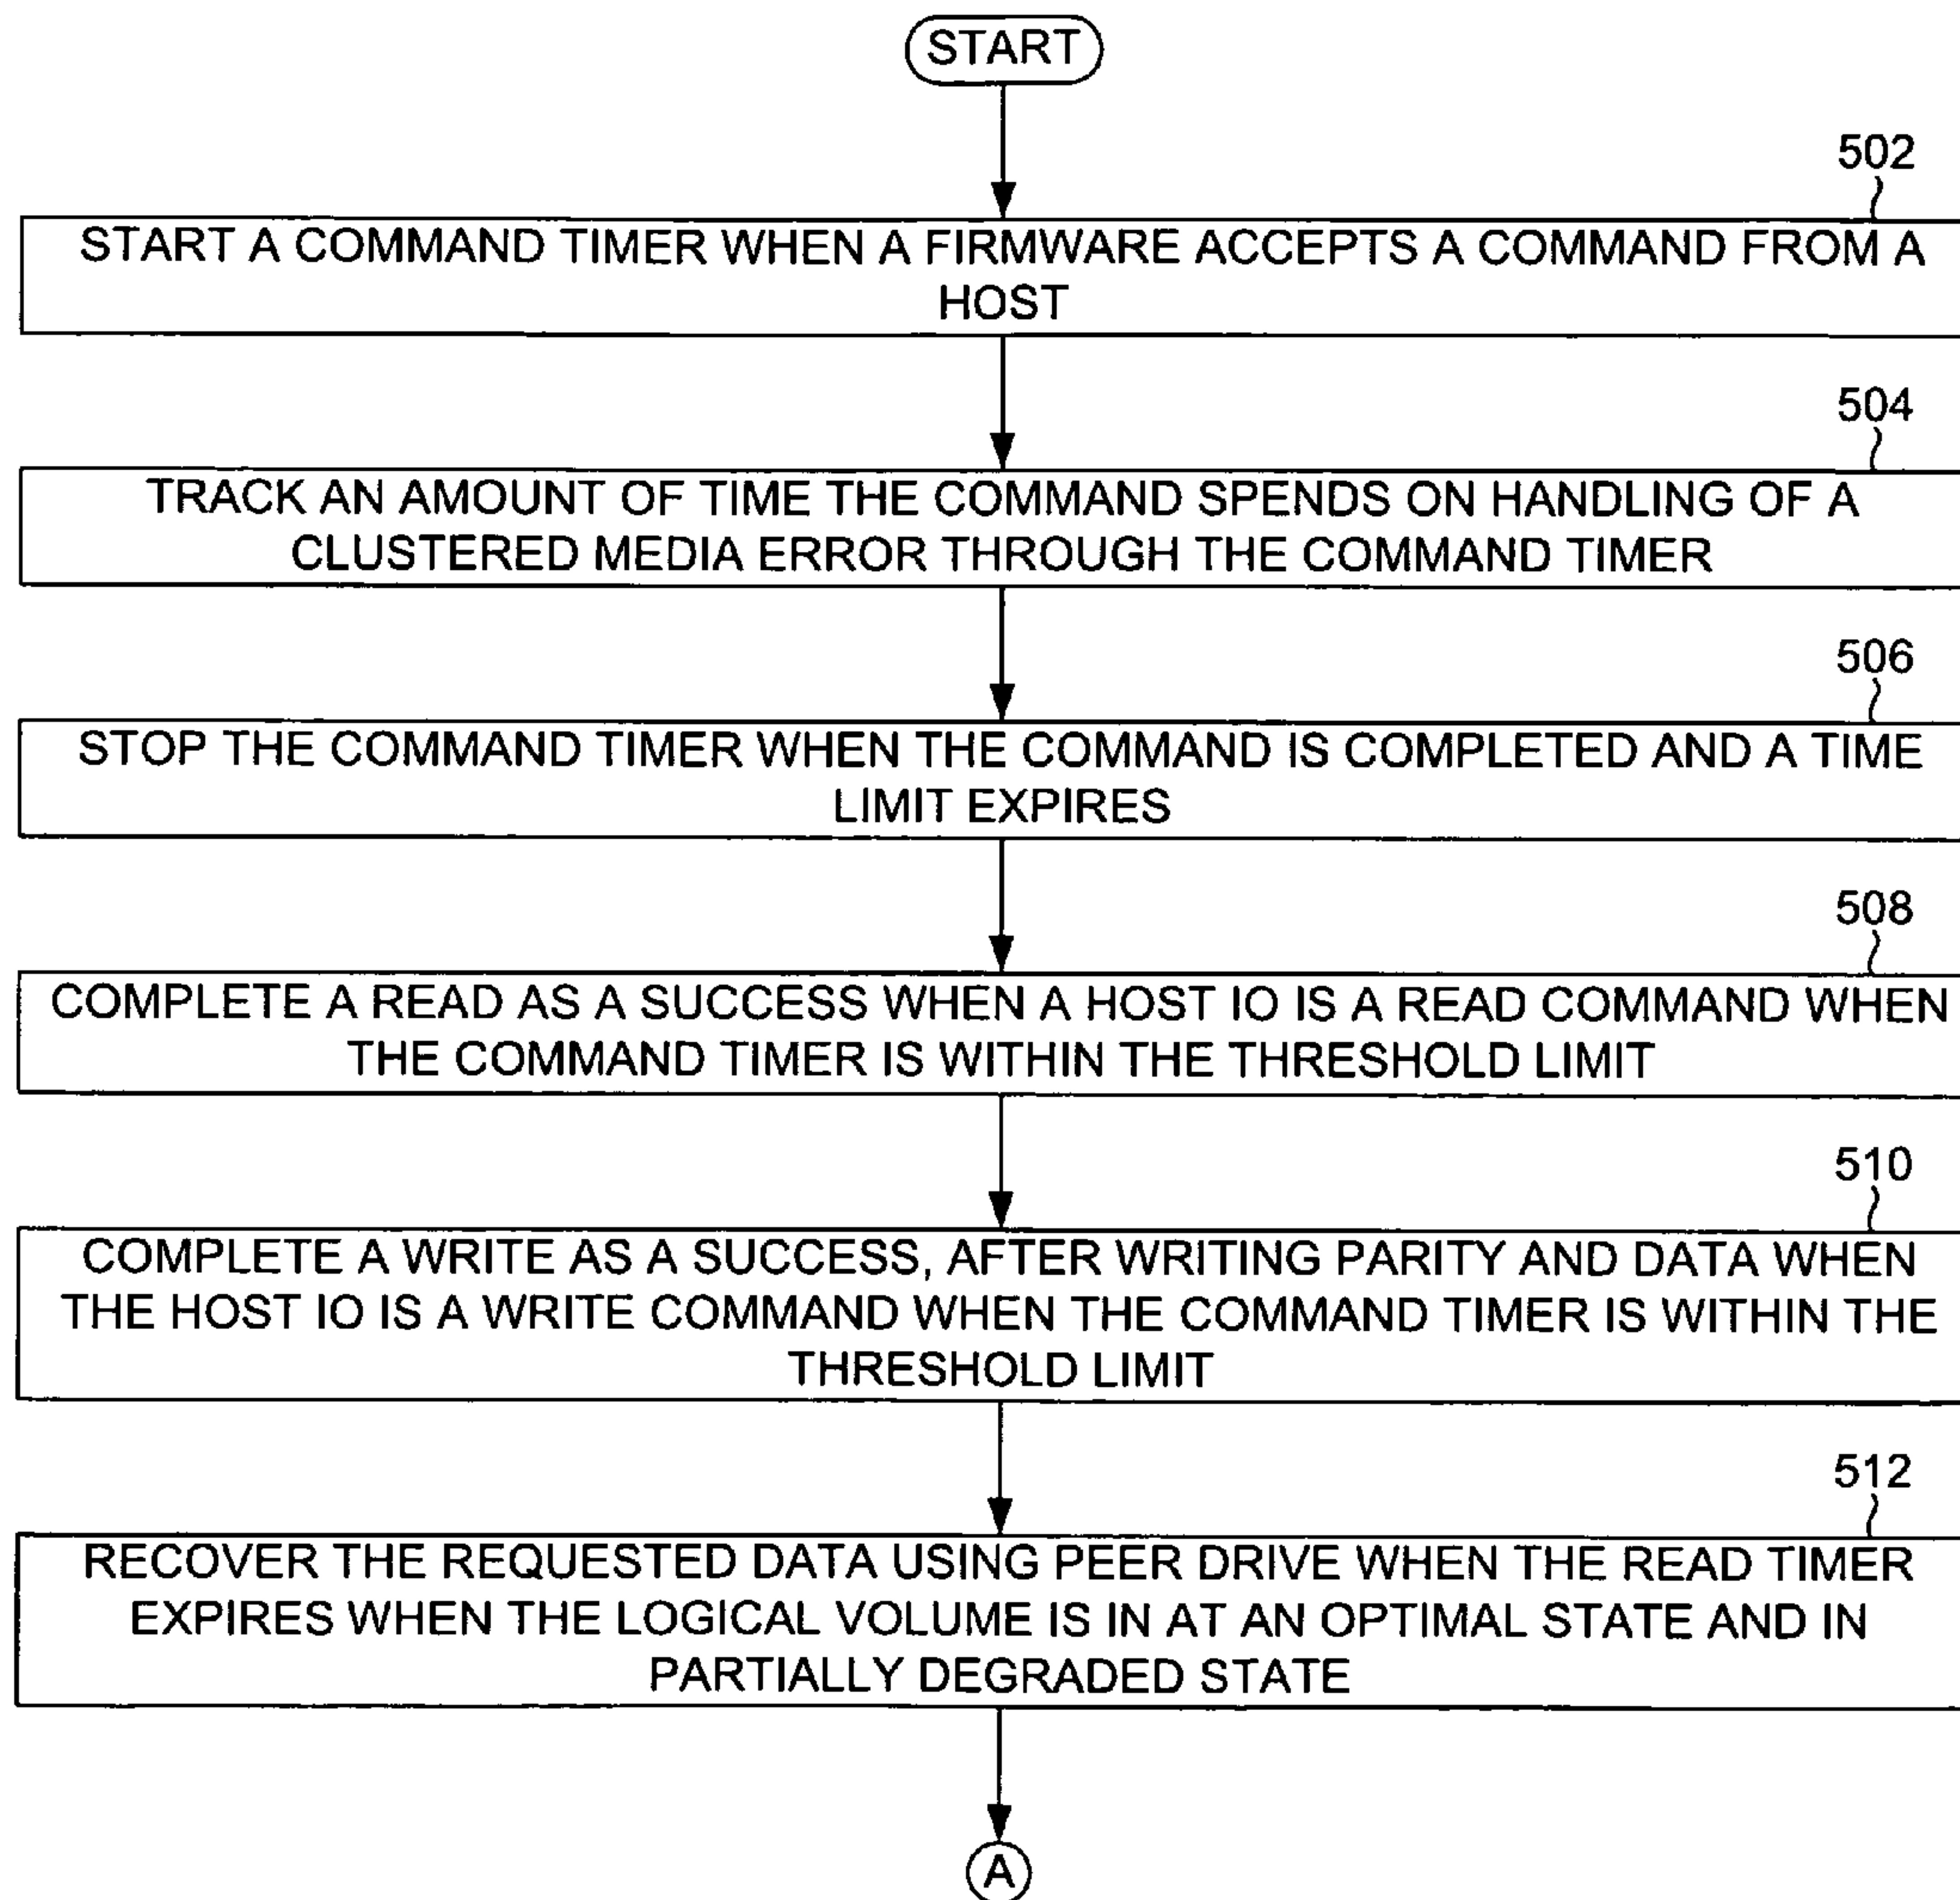 START
502
START A COMMAND TIMER WHEN A FIRMWARE ACCEPTS A COMMAND FROM A
HOST
504
TRACK AN AMOUNT OF TIME THE COMMAND SPENDS ON HANDLING OF A
CLUSTERED MEDIA ERROR THROUGH THE COMMAND TIMER
506
STOP THE COMMAND TIMER WHEN THE COMMAND IS COMPLETED AND A TIME
LIMIT EXPIRES
508
COMPLETE A READ AS A SUCCESS WHEN A HOST IO IS A READ COMMAND WHEN
THE COMMAND TIMER IS WITHIN THE THRESHOLD LIMIT
510
COMPLETE A WRITE AS A SUCCESS, AFTER WRITING PARITY AND DATA WHEN
THE HOST IO IS A WRITE COMMAND WHEN THE COMMAND TIMER IS WITHIN THE
THRESHOLD LIMIT
512
RECOVER THE REQUESTED DATA USING PEER DRIVE WHEN THE READ TIMER
EXPIRES WHEN THE LOGICAL VOLUME IS IN AT AN OPTIMAL STATE AND IN
PARTIALLY DEGRADED STATE
A